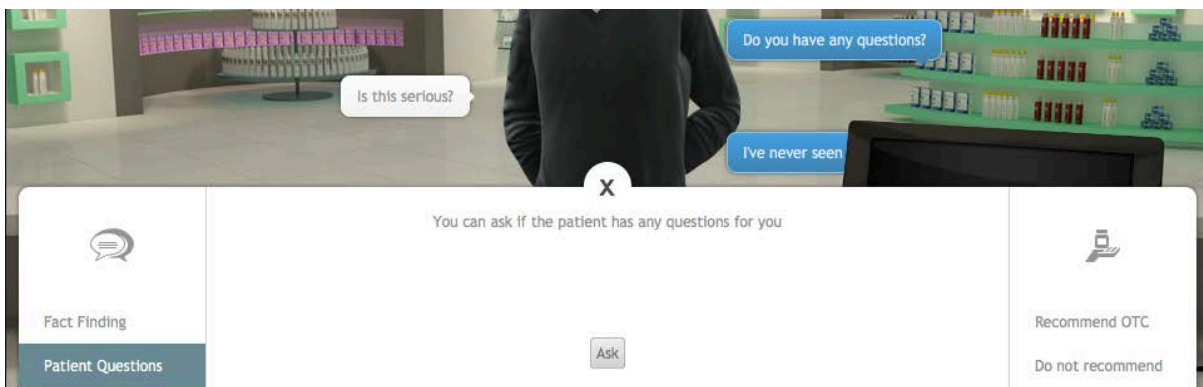 Do you have any questions?
Is this serious?
I've never seen
X
You can ask if the patient has any questions for you
Fact Finding
Patient Questions
Ask
Recommend OTC
Do not recommend